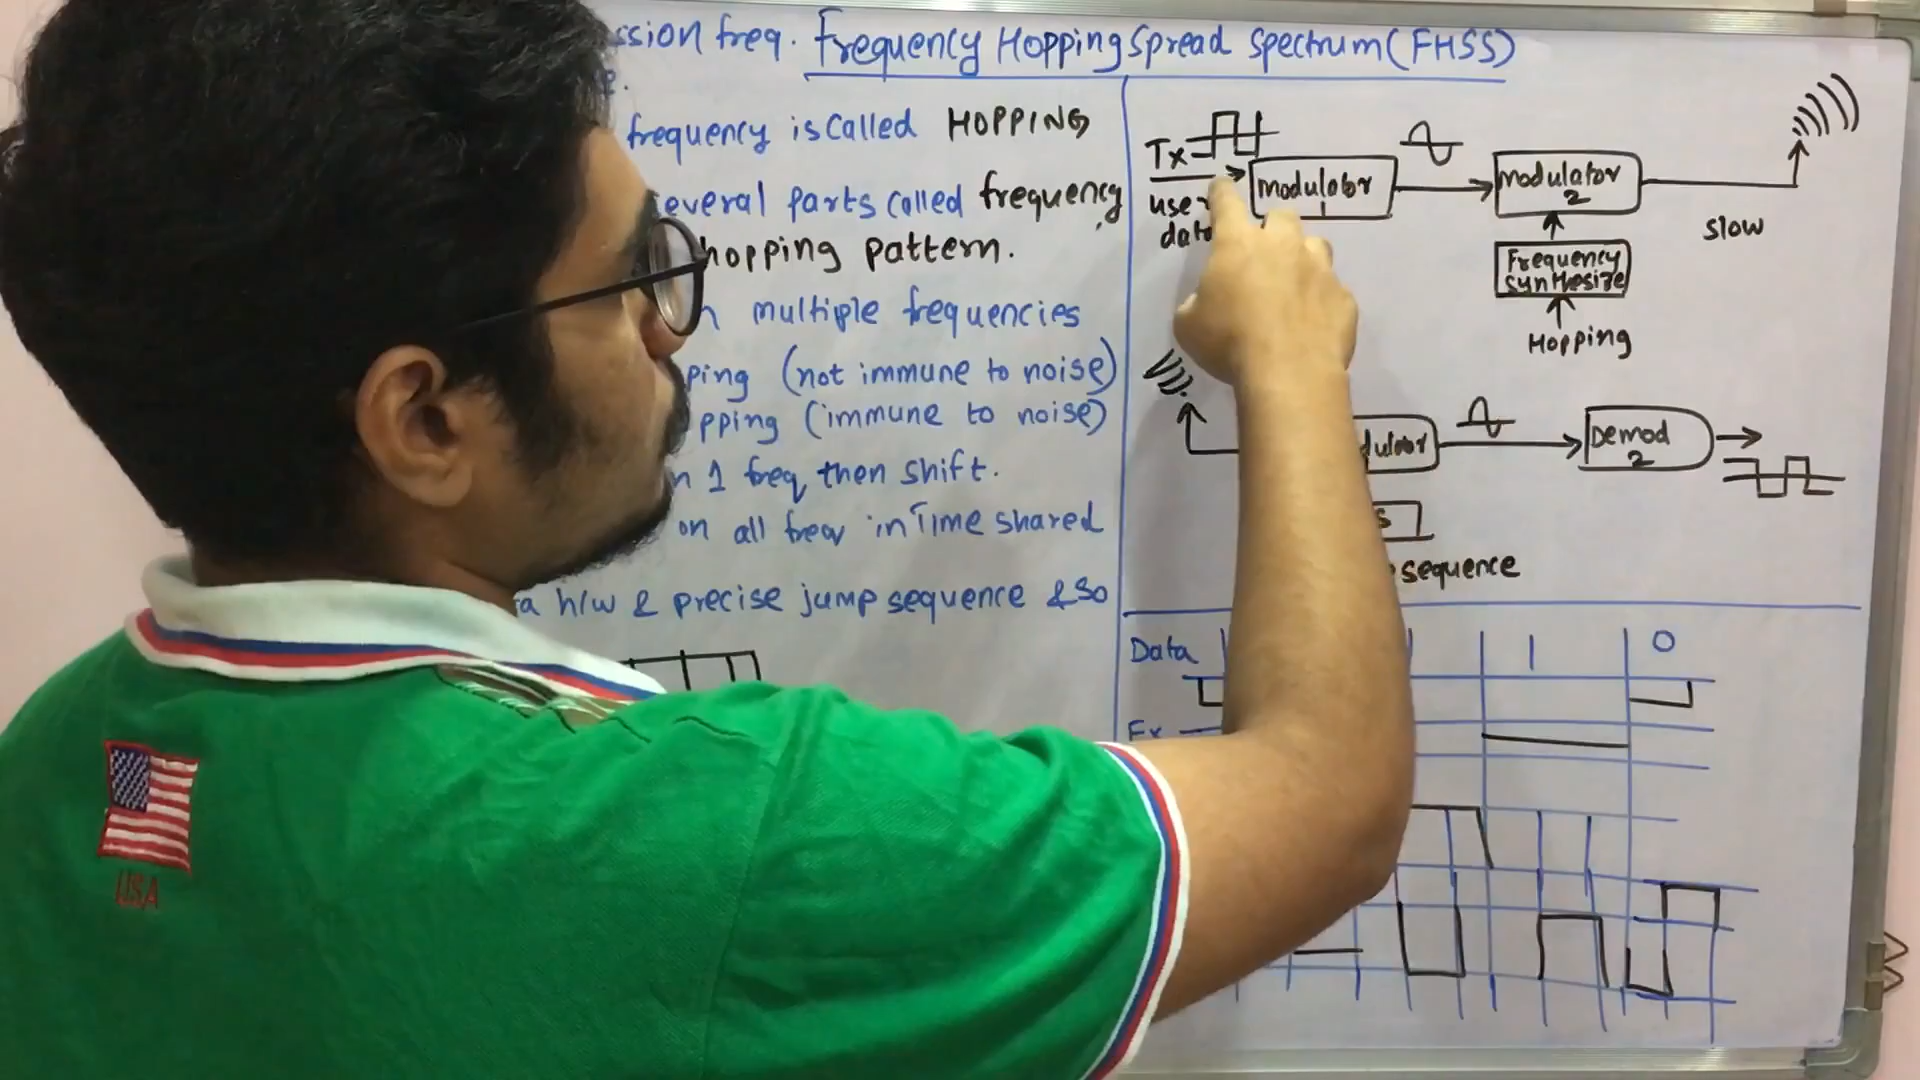 ssion freq. Frequency Hopping Spread Spectrum (FHSS)
frequency is called HOPPING
everal parts called frequency
hopping pattern.
multiple frequencies
ping (not immune to noise)
pping (immune to noise)
n 1 freq then shift.
on all freq in Time shared
a h/w & precise jump sequence & so
Tx
user
data
Modulator
1
modulator
2
slow
Frequency
synthesize
Hopping
Demod
2
sequence
Data
1
0
USA